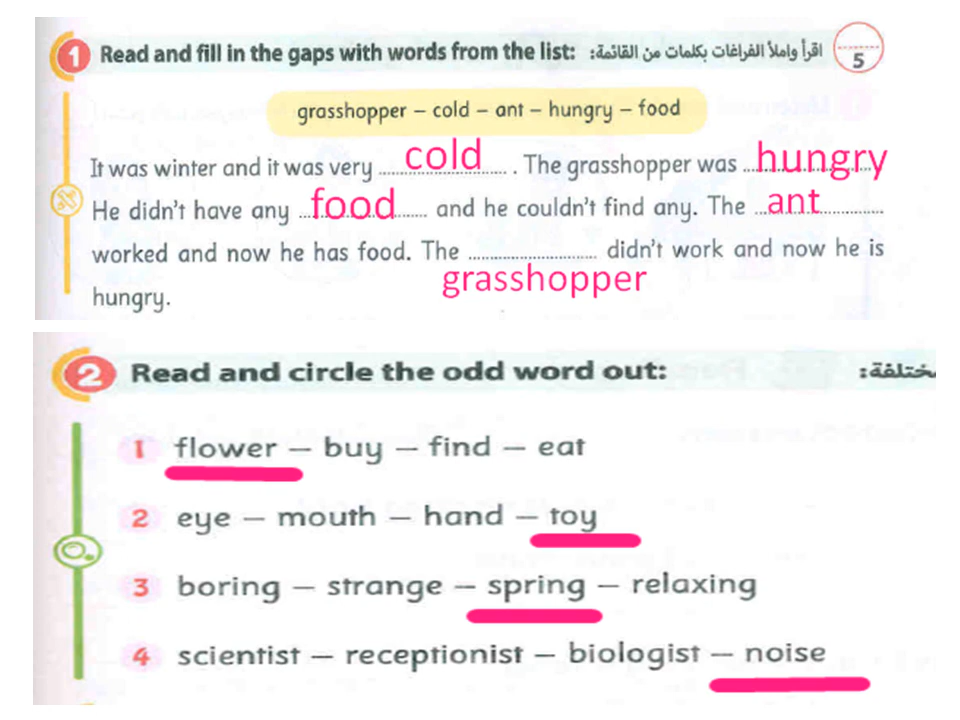 1 Read and fill in the gaps with words from the list: اقرأ واملأ الفراغات بكلمات من القائمة: 5
grasshopper – cold – ant – hungry – food
It was winter and it was very cold . The grasshopper was hungry
He didn't have any food and he couldn't find any. The ant
worked and now he has food. The grasshopper didn't work and now he is
hungry.
2 Read and circle the odd word out:
1 flower – buy – find – eat
2 eye – mouth – hand – toy
3 boring – strange – spring – relaxing
4 scientist – receptionist – biologist – noise